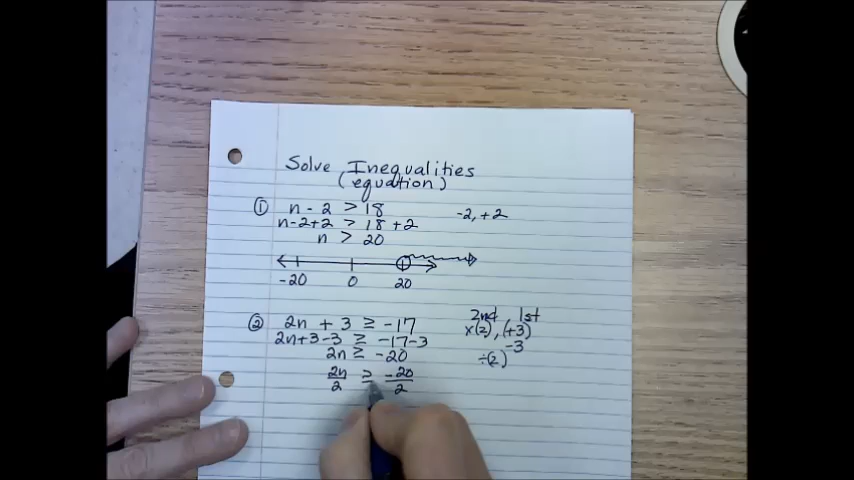 Solve Inequalities
(equation)
① n - 2 > 18 -2, +2
n-2+2 > 18 +2
n > 20
-20 0 20
2nd 1st
② 2n + 3 ≥ -17 x(2), (+3)
2n+3-3 ≥ -17-3 -3
2n ≥ -20 ÷(2)
2n ≥ -20
2 2